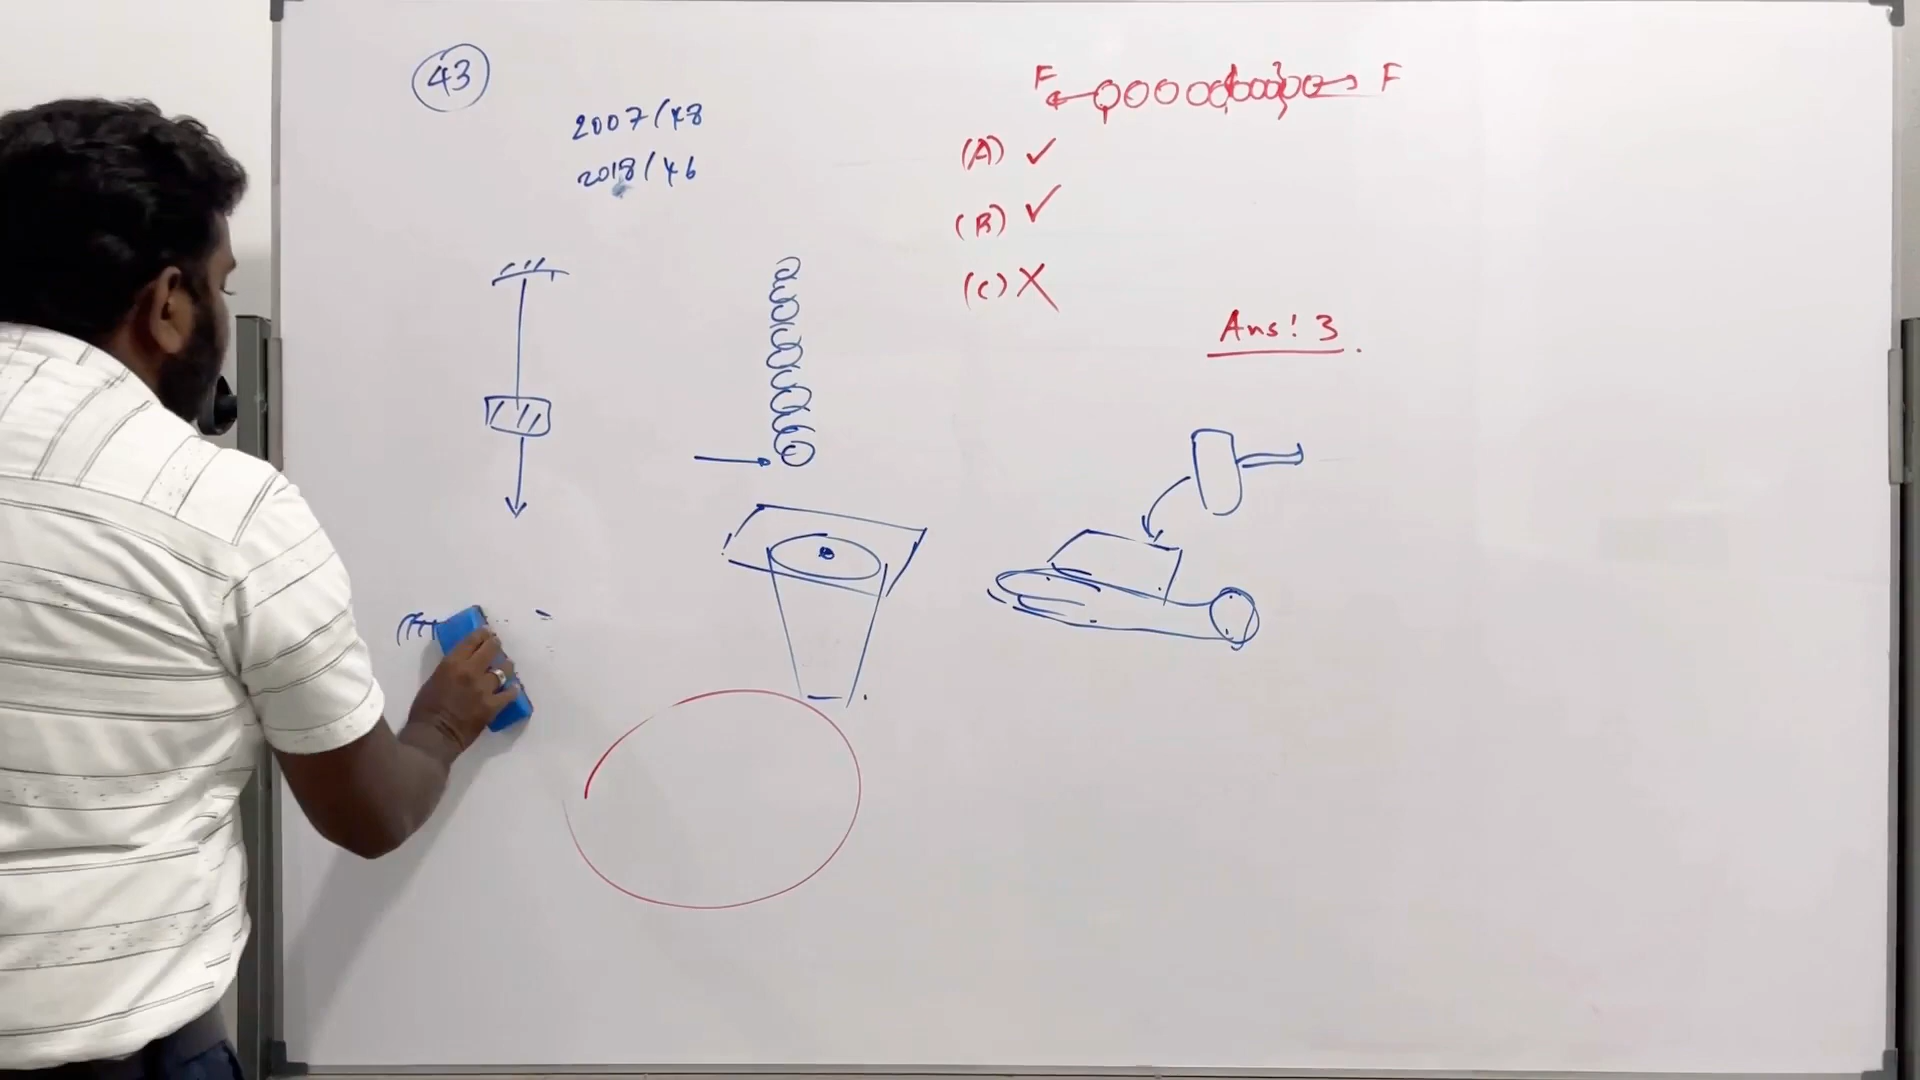 43
2007/48
2018/46
F F
(A) ✓
(B) ✓
(C) X
Ans! 3.